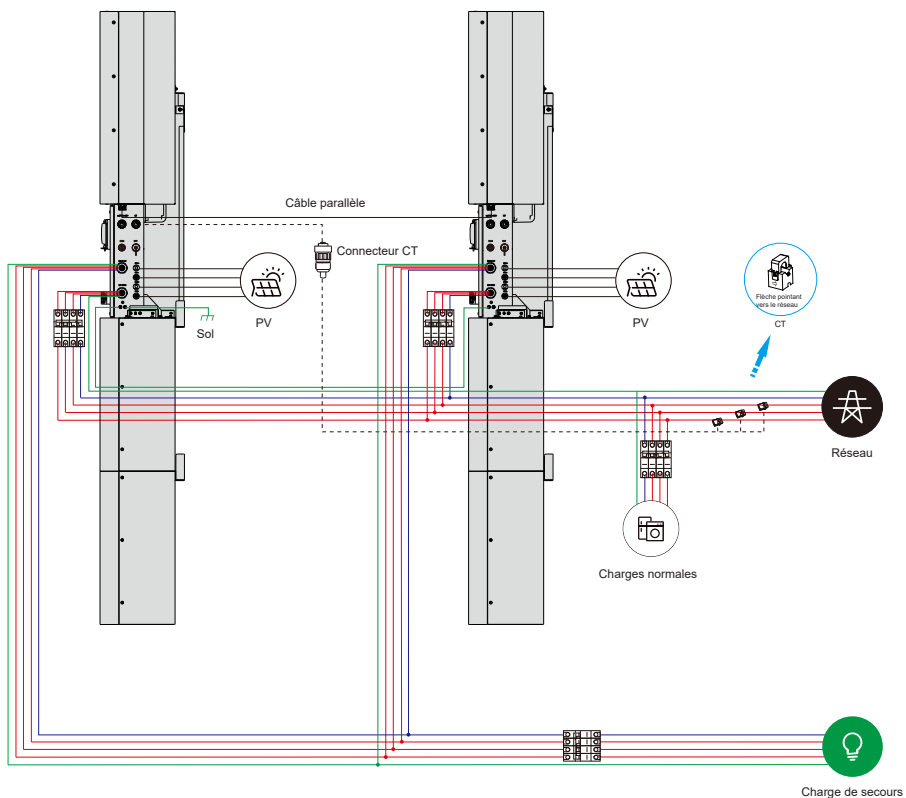 Câble parallèle
Connecteur CT
PV
Sol
PV
Flèche pointant
vers le réseau
CT
Réseau
Charges normales
Charge de secours